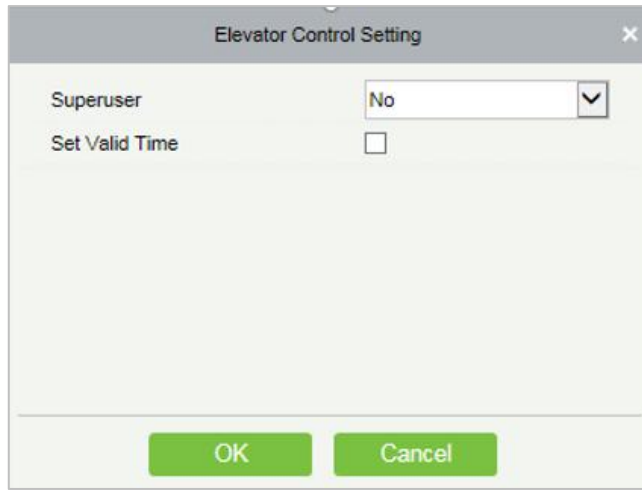 Elevator Control Setting
Superuser No
Set Valid Time
OK Cancel